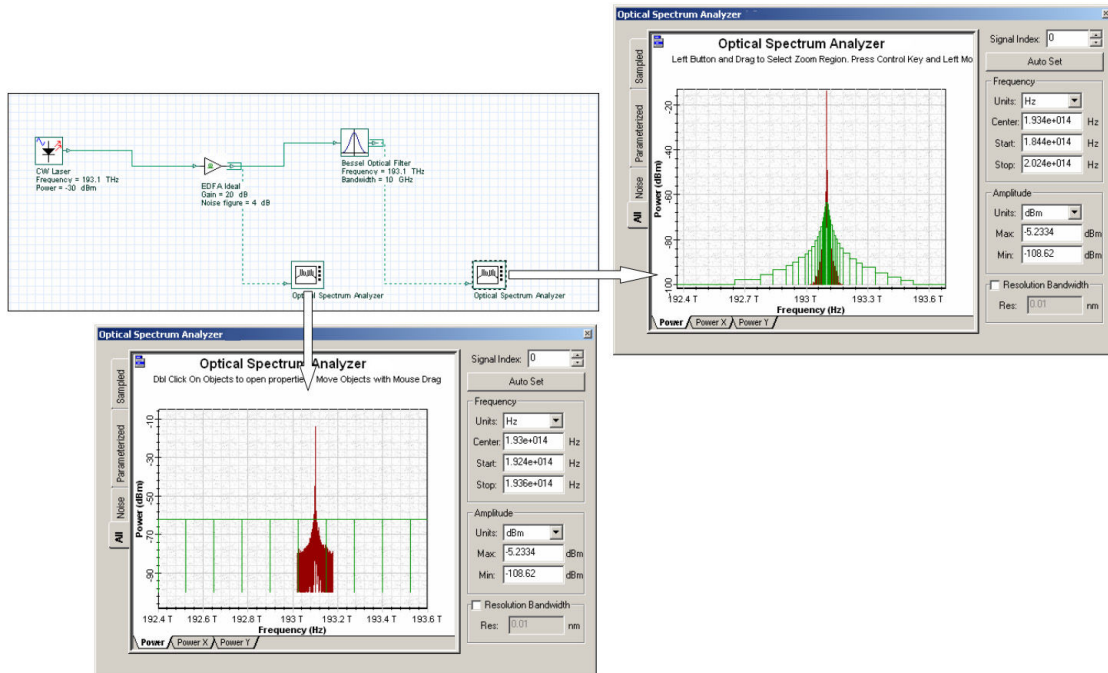 Optical Spectrum Analyzer
Sampled
Parameterized
Noise
All
Optical Spectrum Analyzer
Left Button and Drag to Select Zoom Region. Press Control Key and Left Mo
Power (dBm)
-20
-40
-60
-80
-100
192.4 T
192.7 T
193 T
193.3 T
193.6 T
Frequency (Hz)
Power
Power X
Power Y
Signal Index: 0
Auto Set
Frequency
Units: Hz
Center: 1.934e+014 Hz
Start: 1.844e+014 Hz
Stop: 2.024e+014 Hz
Amplitude
Units: dBm
Max: -5.2334 dBm
Min: -108.62 dBm
Resolution Bandwidth
Res: 0.01 nm
CW Laser
Frequency = 193.1 THz
Power = -30 dBm
EDFA Ideal
Gain = 20 dB
Noise figure = 4 dB
Bessel Optical Filter
Frequency = 193.1 THz
Bandwidth = 10 GHz
Optical Spectrum Analyzer
Optical Spectrum Analyzer
Optical Spectrum Analyzer
Sampled
Parameterized
Noise
All
Optical Spectrum Analyzer
Dbl Click On Objects to open properties. Move Objects with Mouse Drag
Power (dBm)
-10
-30
-50
-70
-90
192.4 T
192.6 T
192.8 T
193 T
193.2 T
193.4 T
193.6 T
Frequency (Hz)
Power
Power X
Power Y
Signal Index: 0
Auto Set
Frequency
Units: Hz
Center: 1.93e+014 Hz
Start: 1.924e+014 Hz
Stop: 1.936e+014 Hz
Amplitude
Units: dBm
Max: -5.2334 dBm
Min: -108.62 dBm
Resolution Bandwidth
Res: 0.01 nm